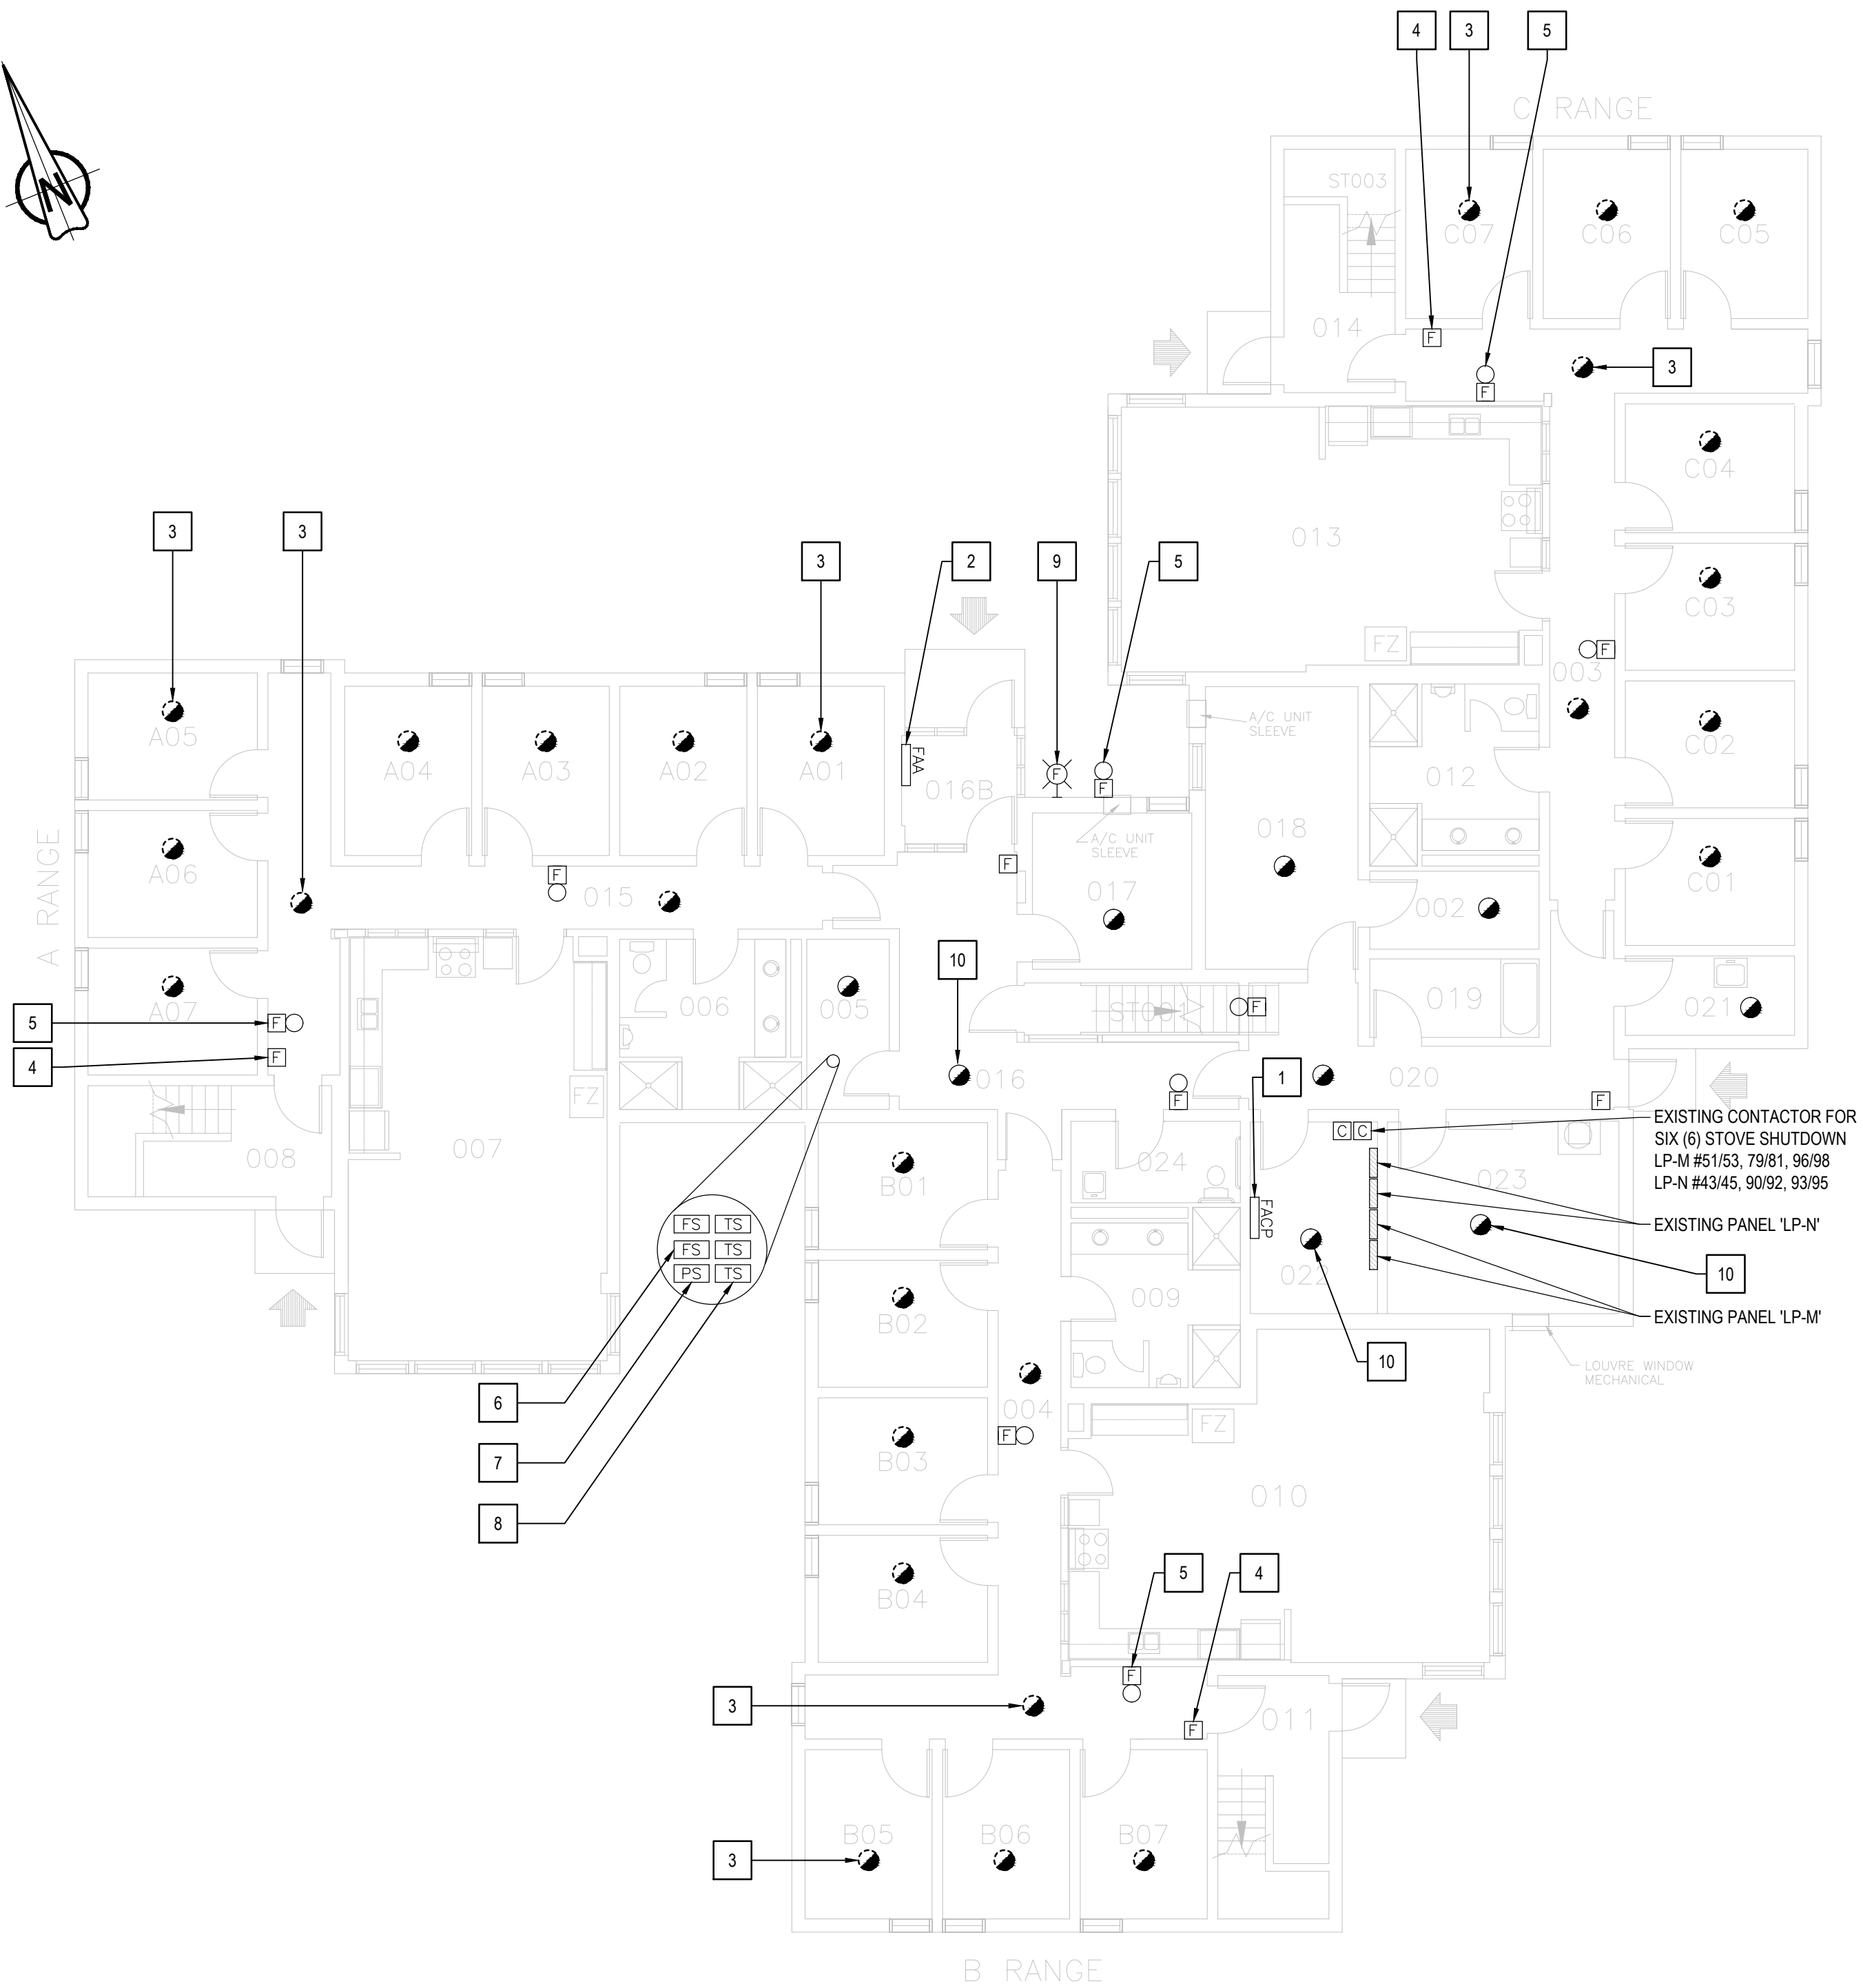 4
3
5
C RANGE
N
ST003
C07
C06
C05
014
F
3
F
C04
013
3
3
3
2
9
5
C03
FZ
F
003
A/C UNIT
SLEEVE
A05
A04
A03
A02
A01
FAA
016B
F
F
C02
012
018
A/C UNIT
SLEEVE
A RANGE
A06
F
F
015
017
002
C01
10
A07
006
005
ST001
F
019
021
5
F
4
F
016
1
020
F
F
FZ
007
008
C C
EXISTING CONTACTOR FOR
SIX (6) STOVE SHUTDOWN
LP-M #51/53, 79/81, 96/98
LP-N #43/45, 90/92, 93/95
B01
024
023
FACP
FS TS
FS TS
PS TS
EXISTING PANEL 'LP-N'
022
10
009
B02
EXISTING PANEL 'LP-M'
10
LOUVRE WINDOW
MECHANICAL
6
004
FZ
F
7
B03
010
8
B04
5
4
F
3
F
011
B05
B06
B07
3
B RANGE